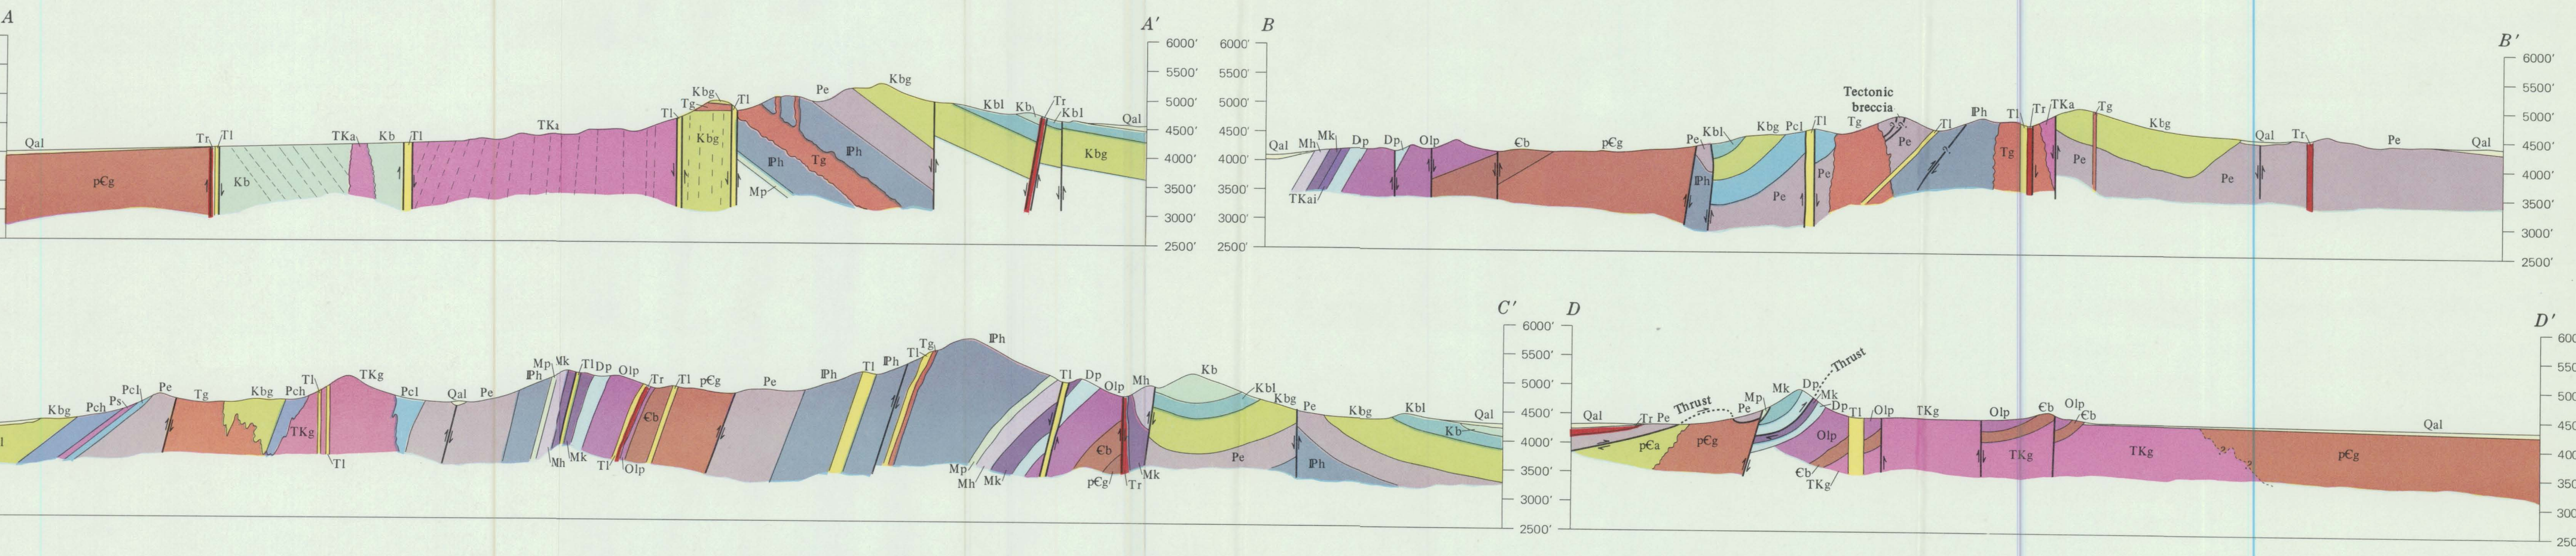 A
A'
B
B'
6000'
5500'
5000'
4500'
4000'
3500'
3000'
2500'
6000'
5500'
5000'
4500'
4000'
3500'
3000'
2500'
6000'
5500'
5000'
4500'
4000'
3500'
3000'
2500'
Qal
p€g
Tr
Tl
Kb
TKa
Kb
Tl
TKa
Tl
Tg
Kbg
Tl
Kbg
Pe
Kbg
IPh
Mp
Tg
IPh
Kbl
Kb
Tr
Kbl
Qal
Kbg
Qal
Mh
Mk
Dp
Dp
Olp
TKai
€b
p€g
Pe
Kbl
Kbg
Pcl
Tl
IPh
Pe
Pe
Tectonic
breccia
Tg
Pe
Tl
IPh
Tl
Tr
TKa
Tg
Tg
Pe
Kbg
Pe
Qal
Tr
Pe
Qal
C'
D
D'
6000'
5500'
5000'
4500'
4000'
3500'
3000'
2500'
Kbg
Pch
Ps
Pcl
Pe
Tg
Kbg
Pch
Tl
TKg
TKg
Tl
Pcl
Qal
Pe
IPh
Mp
Mk
Tl
Dp
Olp
Tr
Tl
p€g
Mh
Mk
Tl
Olp
€b
Pe
IPh
Tl
IPh
Tl
Tg
IPh
Mp
Mh
Mk
Tl
Dp
Olp
Mh
€b
p€g
Tr
Mk
Kb
Kbl
Kbg
Pe
Pe
IPh
Kbg
Kbl
Kb
Qal
Qal
Tr
Pe
Thrust
Thrust
p€a
p€g
Pe
Mp
Mk
Dp
Mk
Dp
Tl
Olp
Olp
€b
TKg
TKg
Olp
€b
Olp
€b
TKg
TKg
p€g
Qal